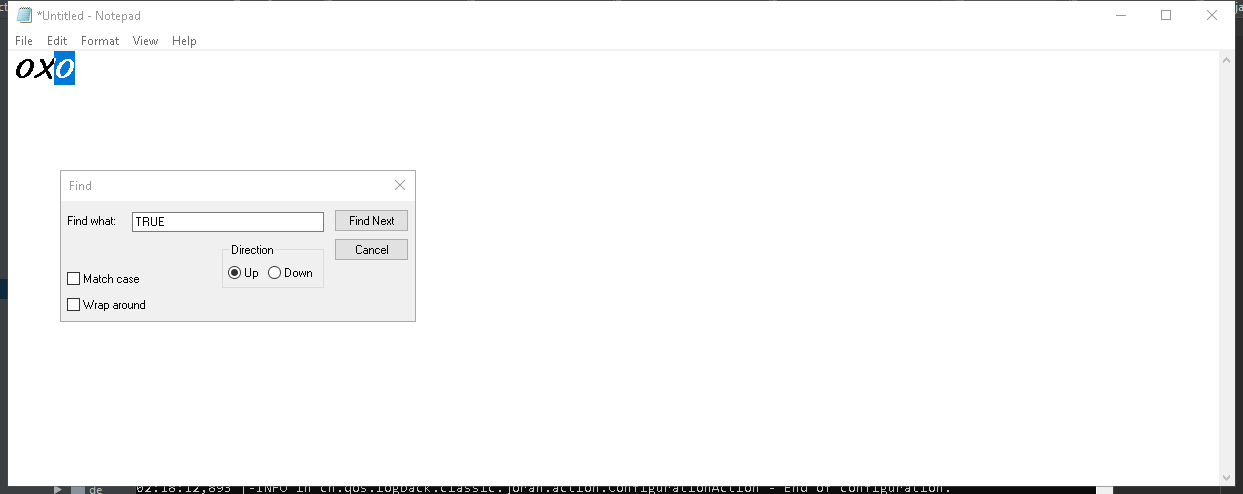 *Untitled - Notepad
File Edit Format View Help
oxo
Find
Find what: TRUE Find Next
Direction Cancel
Up Down
Match case
Wrap around
de 02:18:12,893 |-INFO in ch.qos.logback.classic.joran.action.ConfigurationAction - End of configuration.